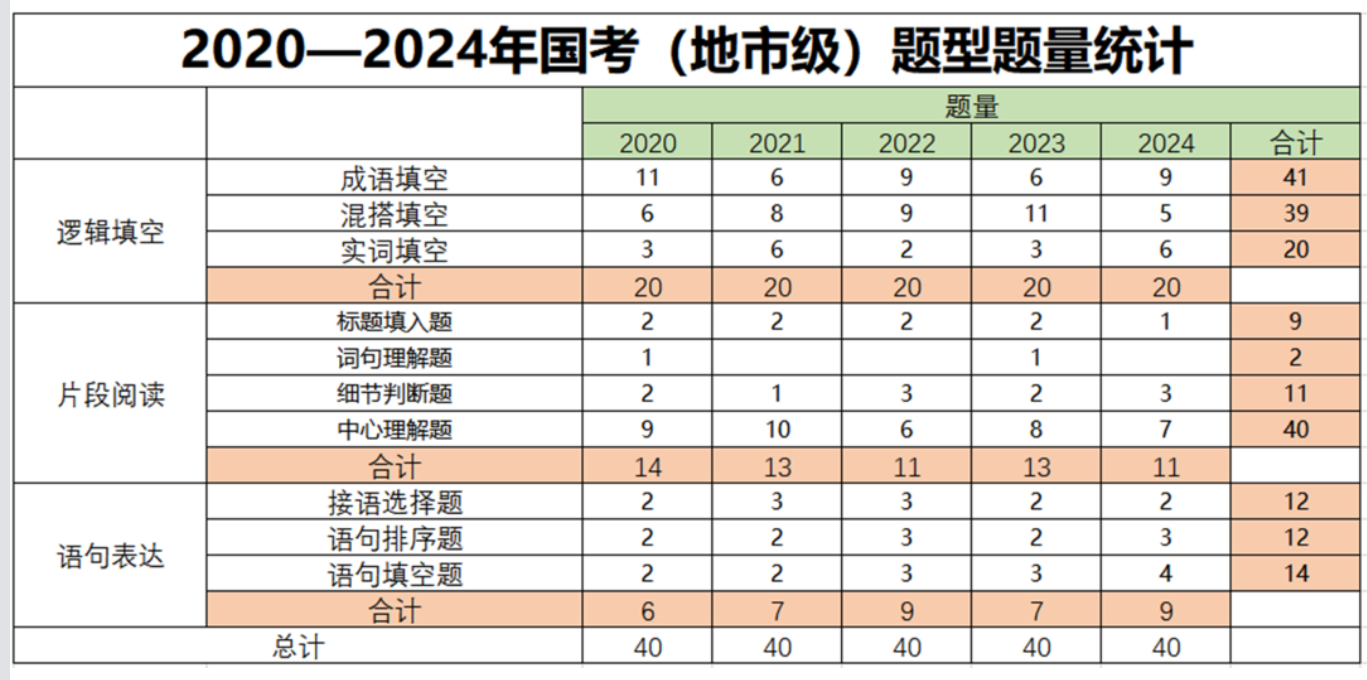 2020—2024年国考（地市级）题型题量统计
题量
2020 2021 2022 2023 2024 合计
逻辑填空
成语填空 11 6 9 6 9 41
混搭填空 6 8 9 11 5 39
实词填空 3 6 2 3 6 20
合计 20 20 20 20 20
片段阅读
标题填入题 2 2 2 2 1 9
词句理解题 1 1 2
细节判断题 2 1 3 2 3 11
中心理解题 9 10 6 8 7 40
合计 14 13 11 13 11
语句表达
接语选择题 2 3 3 2 2 12
语句排序题 2 2 3 2 3 12
语句填空题 2 2 3 3 4 14
合计 6 7 9 7 9
总计 40 40 40 40 40